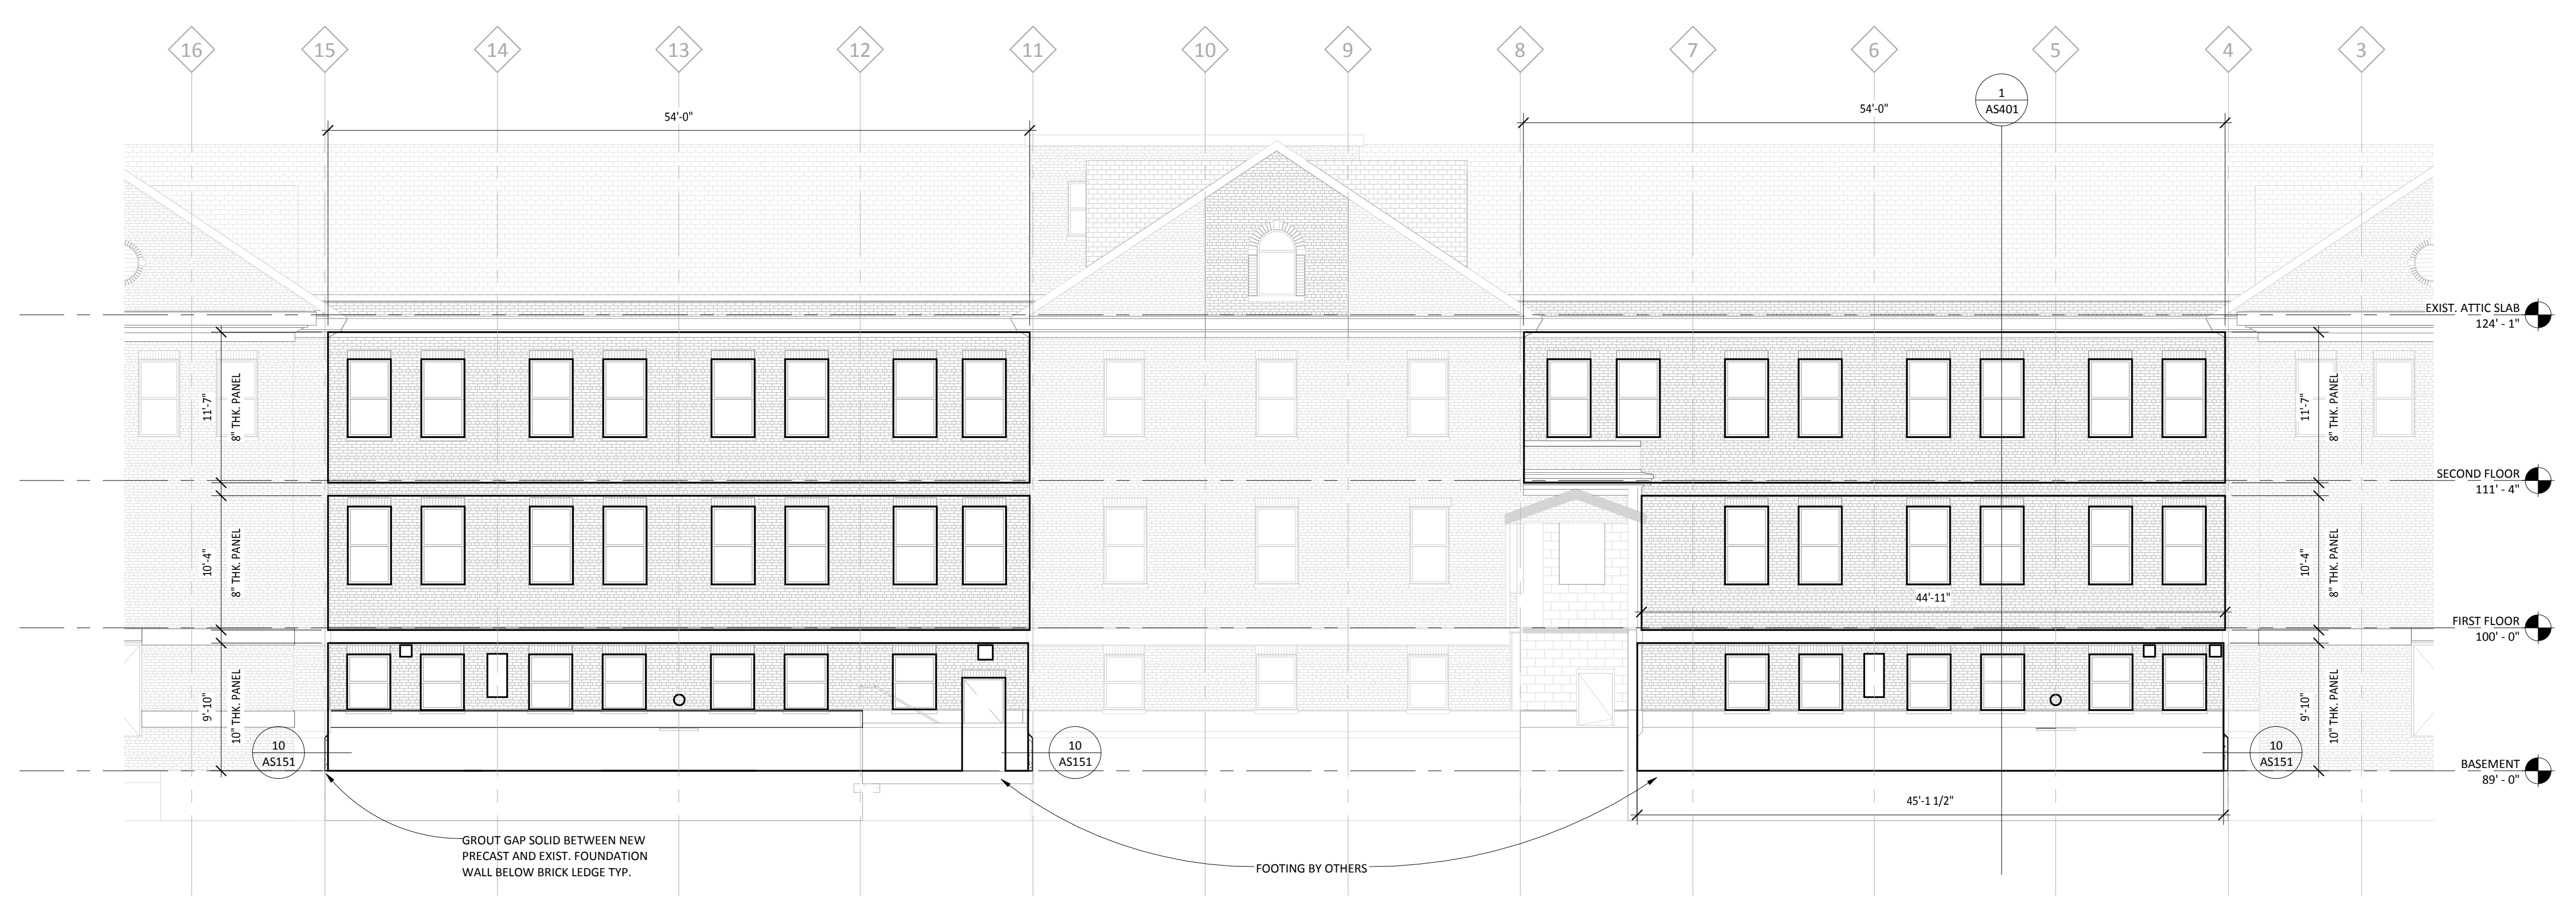 16 15 14 13 12 11 10 9 8 7 6 5 4 3
54'-0"
54'-0"
1
AS401
EXIST. ATTIC SLAB
124' - 1"
11'-7"
8" THK. PANEL
11'-7"
8" THK. PANEL
SECOND FLOOR
111' - 4"
10'-4"
8" THK. PANEL
44'-11"
10'-4"
8" THK. PANEL
FIRST FLOOR
100' - 0"
9'-10"
10" THK. PANEL
9'-10"
10" THK. PANEL
10
AS151
10
AS151
10
AS151
BASEMENT
89' - 0"
45'-1 1/2"
GROUT GAP SOLID BETWEEN NEW
PRECAST AND EXIST. FOUNDATION
WALL BELOW BRICK LEDGE TYP.
FOOTING BY OTHERS